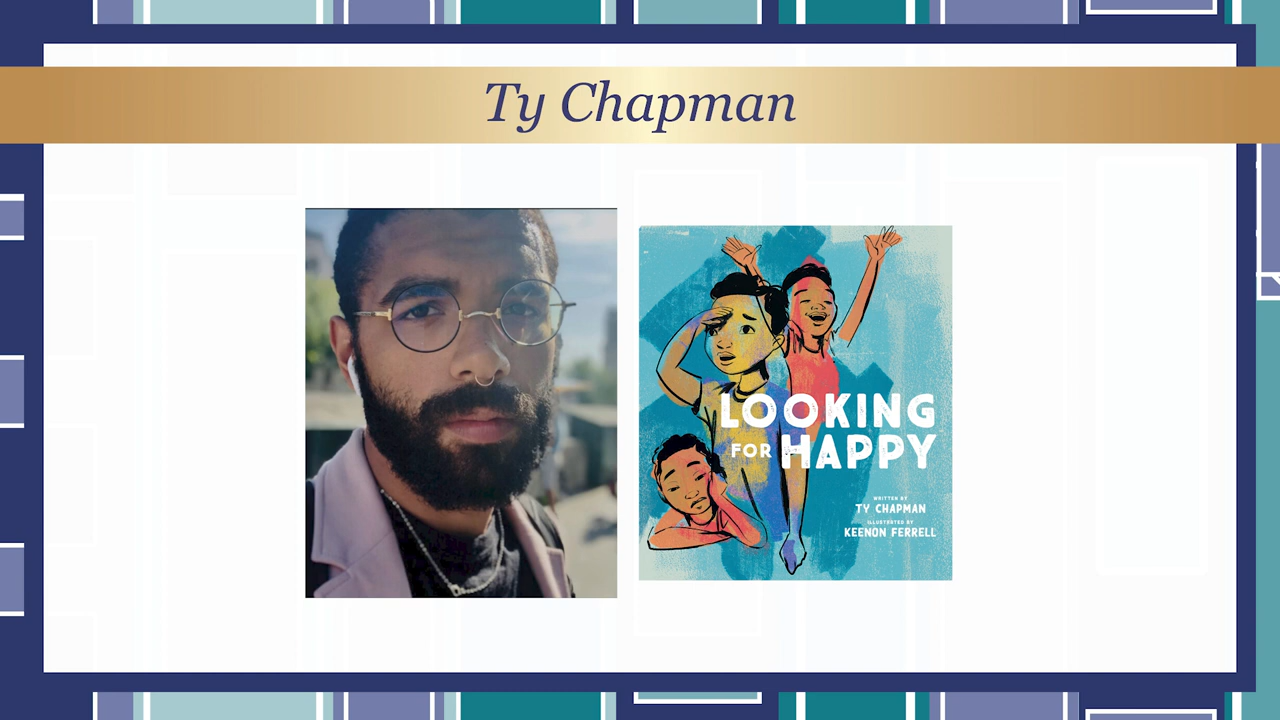 Ty Chapman
LOOKING
FOR HAPPY
WRITTEN BY
TY CHAPMAN
ILLUSTRATED BY
KEENON FERRELL